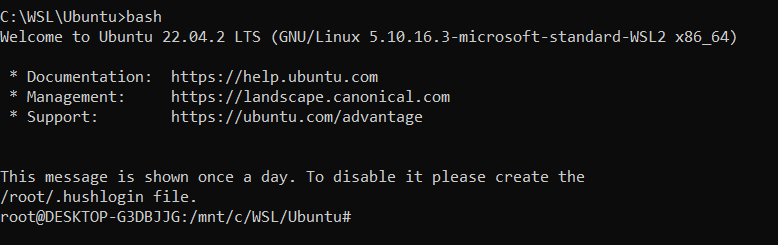 C:\WSL\Ubuntu>bash
Welcome to Ubuntu 22.04.2 LTS (GNU/Linux 5.10.16.3-microsoft-standard-WSL2 x86_64)
* Documentation:  https://help.ubuntu.com
* Management:     https://landscape.canonical.com
* Support:        https://ubuntu.com/advantage
This message is shown once a day. To disable it please create the
/root/.hushlogin file.
root@DESKTOP-G3DBJJG:/mnt/c/WSL/Ubuntu#